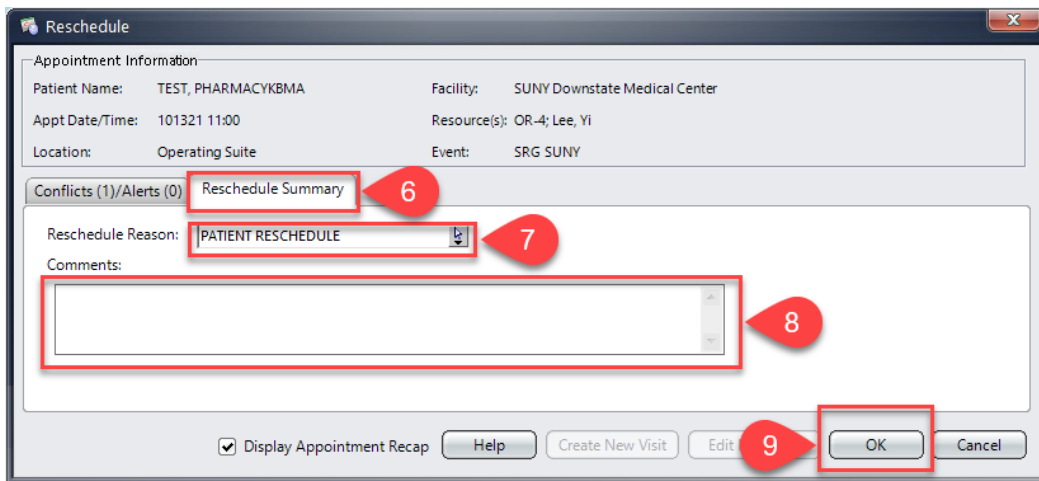 Reschedule
Appointment Information
Patient Name: TEST, PHARMACYKBMA Facility: SUNY Downstate Medical Center
Appt Date/Time: 101321 11:00 Resource(s): OR-4; Lee, Yi
Location: Operating Suite Event: SRG SUNY
Conflicts (1)/Alerts (0) Reschedule Summary 6
Reschedule Reason: PATIENT RESCHEDULE 7
Comments:
8
Display Appointment Recap Help Create New Visit Edit 9 OK Cancel